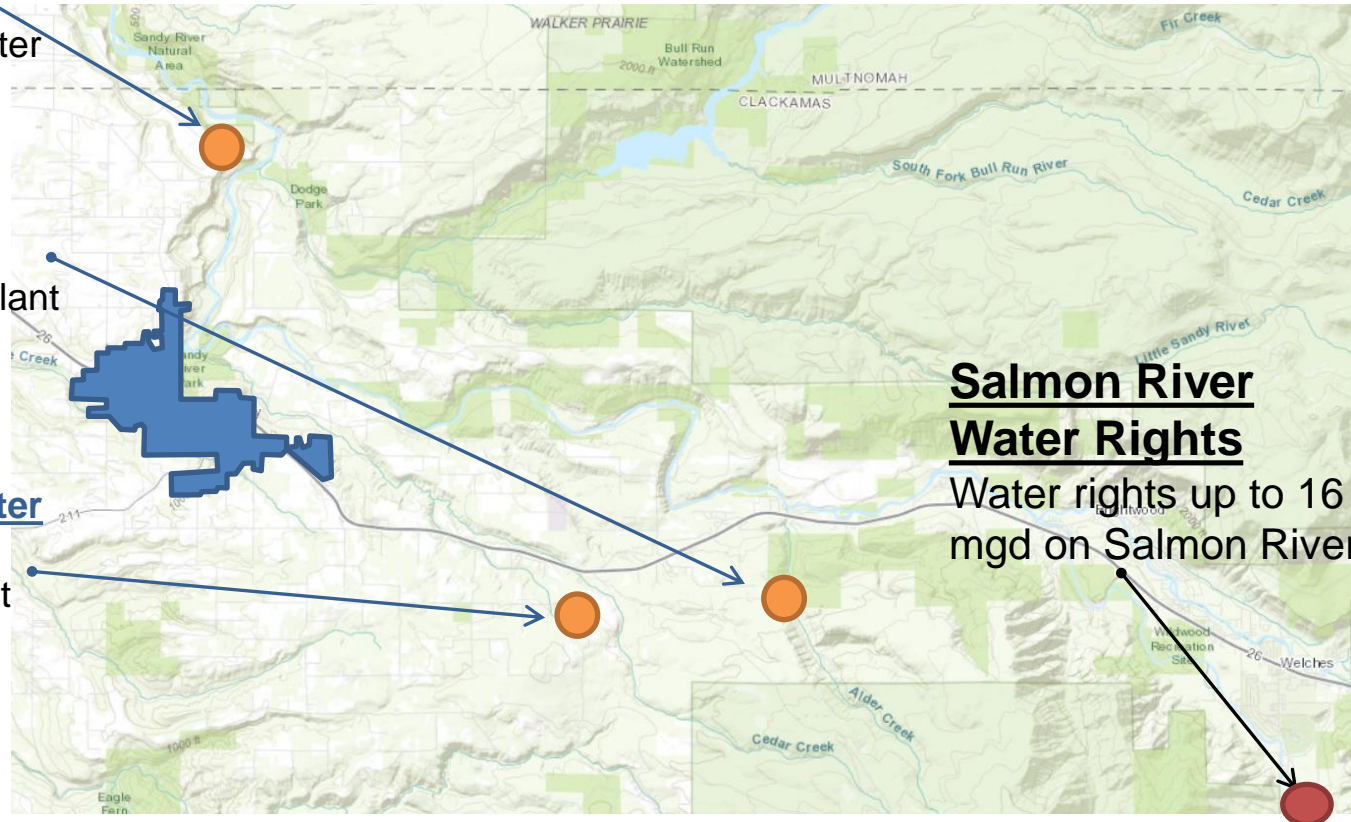 ter
WALKER PRAIRIE
Fir Creek
500
Sandy River
Natural
Area
Bull Run
Watershed
2000 ft
MULTNOMAH
CLACKAMAS
South Fork Bull Run River
Cedar Creek
Dodge
Park
lant
26
Creek
Little Sandy River
Salmon River
Water Rights
Water rights up to 16
mgd on Salmon River
ter
211
t
Wildwood
Recreation
Site
26
Welches
Alder Creek
Cedar Creek
1000 ft
Eagle
Fern